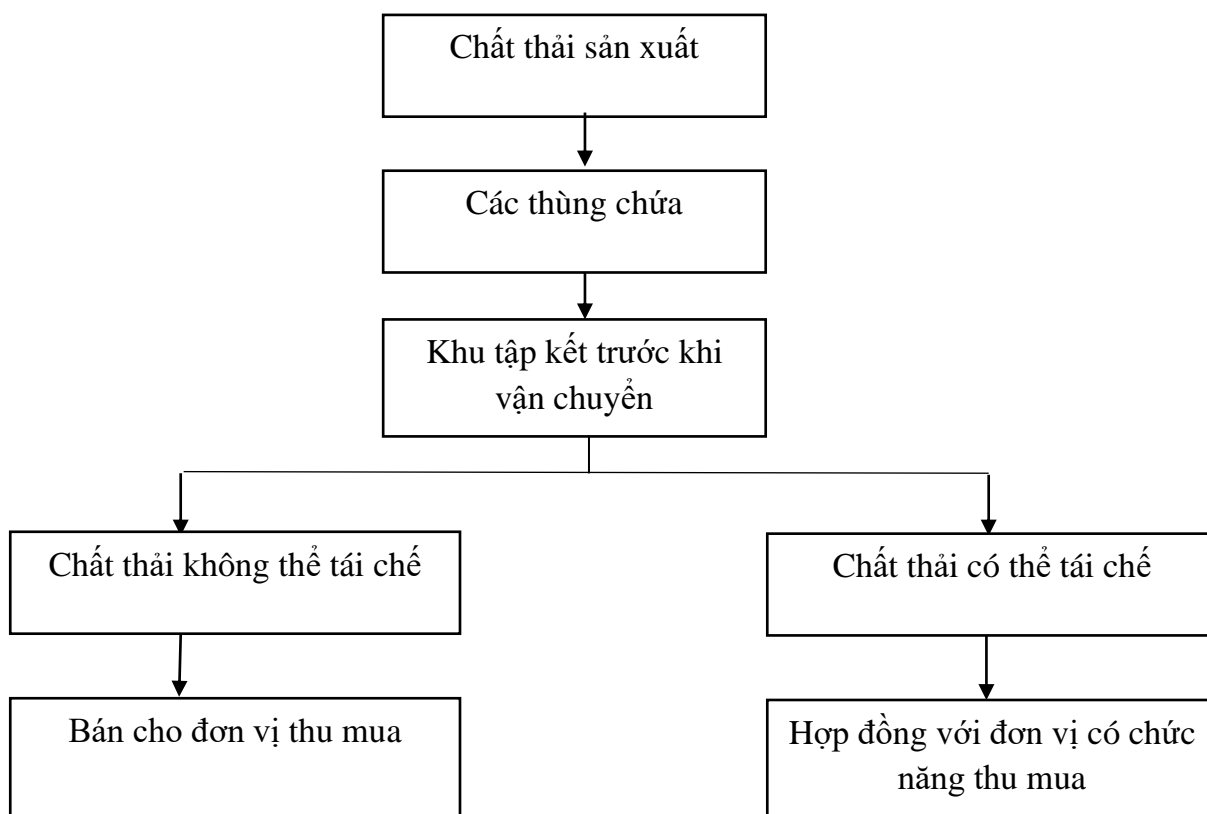 Chất thải sản xuất
Các thùng chứa
Khu tập kết trước khi
vận chuyển
Chất thải không thể tái chế
Chất thải có thể tái chế
Bán cho đơn vị thu mua
Hợp đồng với đơn vị có chức
năng thu mua